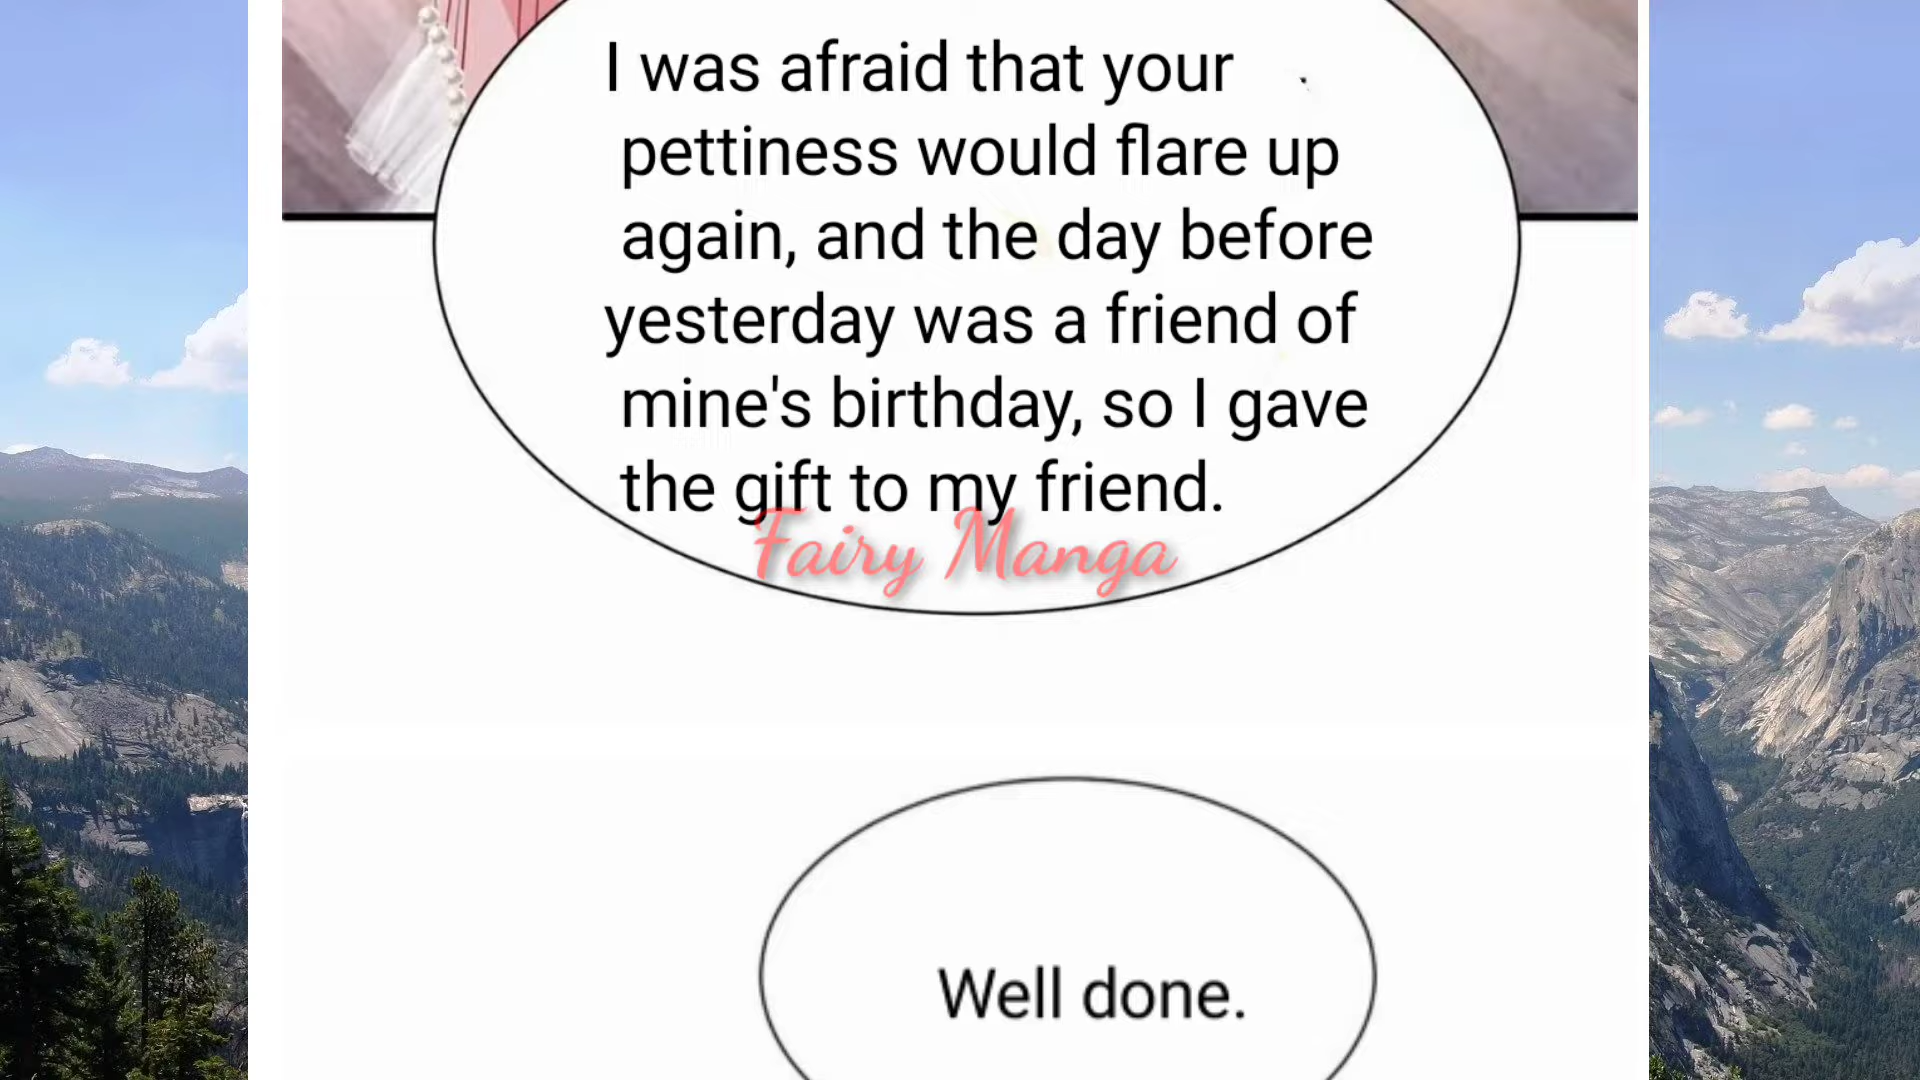 I was afraid that your
pettiness would flare up
again, and the day before
yesterday was a friend of
mine's birthday, so I gave
the gift to my friend.
Fairy Manga
Well done.